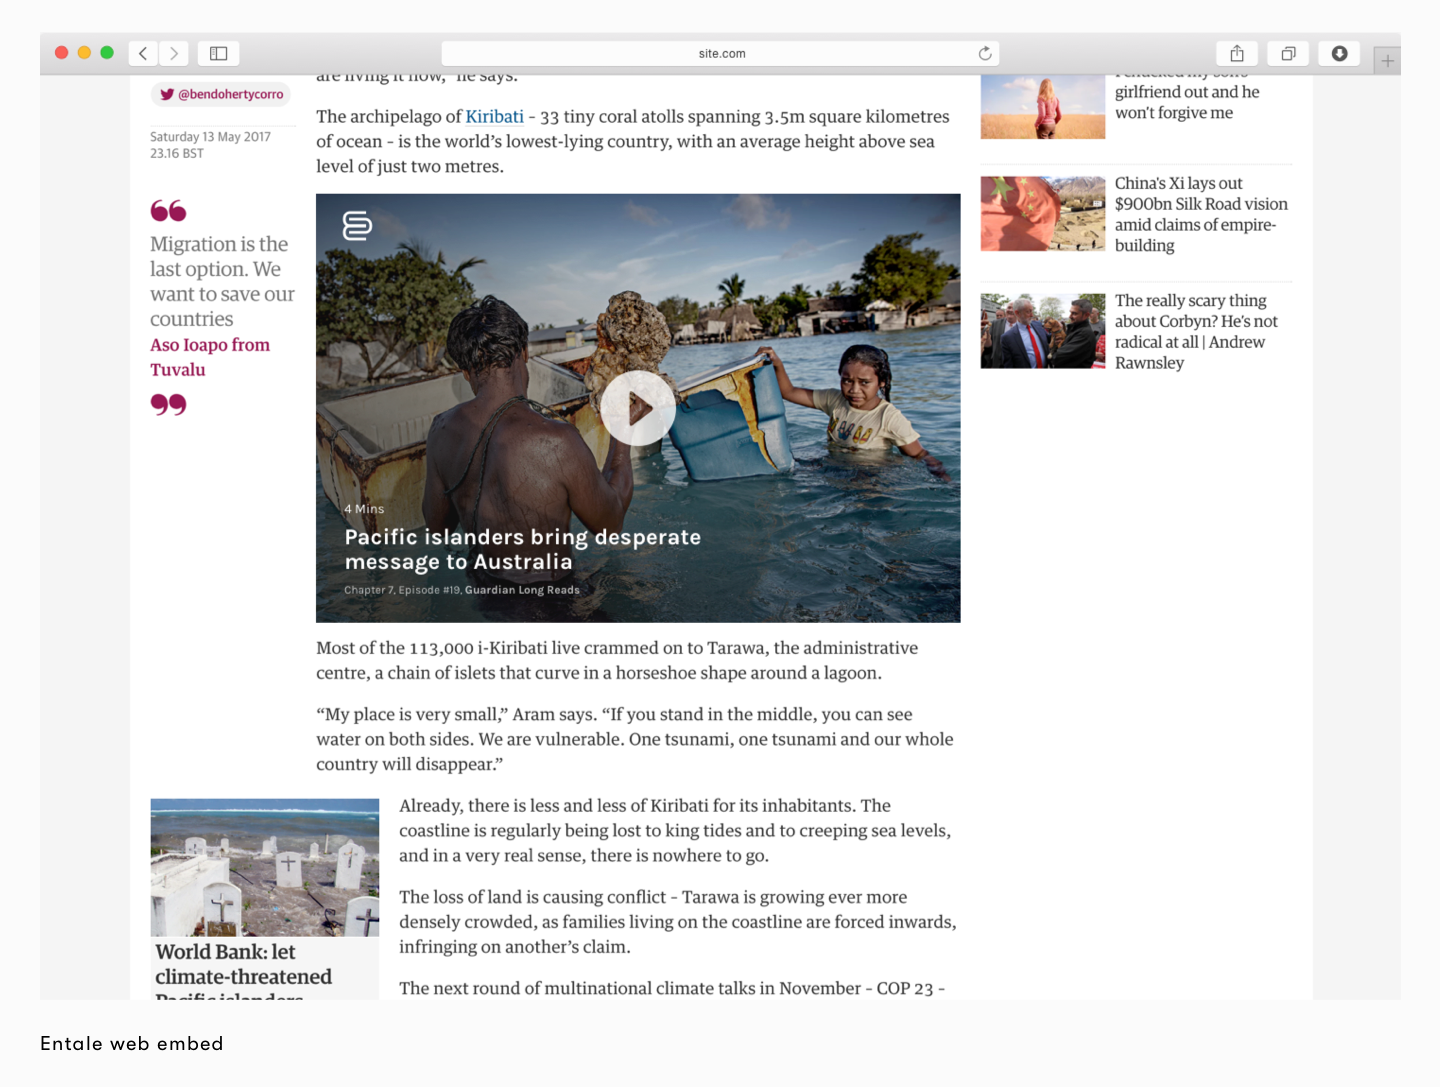 site.com
are living it now,” he says.
@bendohertycorro
Saturday 13 May 2017
23.16 BST
Migration is the
last option. We
want to save our
countries
Aso Ioapo from
Tuvalu
The archipelago of Kiribati – 33 tiny coral atolls spanning 3.5m square kilometres
of ocean – is the world’s lowest-lying country, with an average height above sea
level of just two metres.
4 Mins
Pacific islanders bring desperate
message to Australia
Chapter 7, Episode #19, Guardian Long Reads
Most of the 113,000 i-Kiribati live crammed on to Tarawa, the administrative
centre, a chain of islets that curve in a horseshoe shape around a lagoon.
“My place is very small,” Aram says. “If you stand in the middle, you can see
water on both sides. We are vulnerable. One tsunami, one tsunami and our whole
country will disappear.”
World Bank: let
climate-threatened
Pacific islanders
Already, there is less and less of Kiribati for its inhabitants. The
coastline is regularly being lost to king tides and to creeping sea levels,
and in a very real sense, there is nowhere to go.
The loss of land is causing conflict – Tarawa is growing ever more
densely crowded, as families living on the coastline are forced inwards,
infringing on another’s claim.
The next round of multinational climate talks in November – COP 23 –
girlfriend out and he
won’t forgive me
China’s Xi lays out
$900bn Silk Road vision
amid claims of empire-
building
The really scary thing
about Corbyn? He’s not
radical at all | Andrew
Rawnsley
Entale web embed